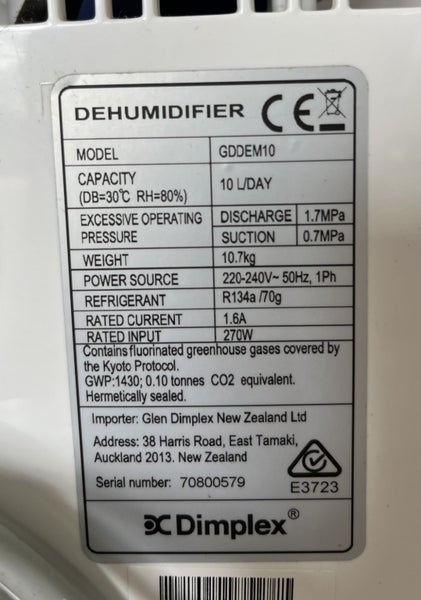 DEHUMIDIFIER CE
MODEL GDDEM10
CAPACITY
(DB=30℃ RH=80%) 10 L/DAY
EXCESSIVE OPERATING PRESSURE DISCHARGE 1.7MPa
SUCTION 0.7MPa
WEIGHT 10.7kg
POWER SOURCE 220-240V~ 50Hz, 1Ph
REFRIGERANT R134a /70g
RATED CURRENT 1.6A
RATED INPUT 270W
Contains fluorinated greenhouse gases covered by
the Kyoto Protocol.
GWP:1430; 0.10 tonnes CO2 equivalent.
Hermetically sealed.
Importer: Glen Dimplex New Zealand Ltd
Address: 38 Harris Road, East Tamaki,
Auckland 2013. New Zealand
Serial number: 70800579
E3723
Dimplex®